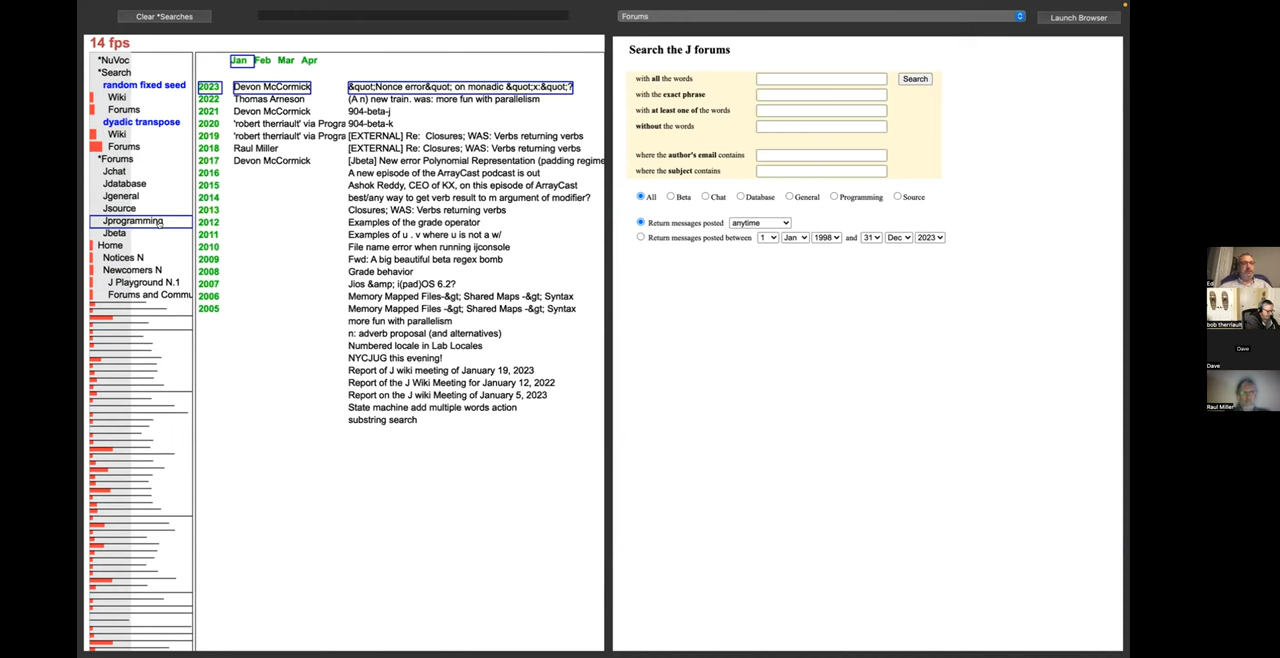 Clear *Searches
Forums
Launch Browser
14 fps
*NuVoc
*Search
random fixed seed
Wiki
Forums
dyadic transpose
Wiki
Forums
*Forums
Jchat
Jdatabase
Jgeneral
Jsource
Jprogramming
Jbeta
Home
Notices N
Newcomers N
J Playground N.1
Forums and Commu
Jan Feb Mar Apr
2023
2022
2021
2020
2019
2018
2017
2016
2015
2014
2013
2012
2011
2010
2009
2008
2007
2006
2005
Devon McCormick
Thomas Arneson
Devon McCormick
'robert therriault' via Progra
'robert therriault' via Progra
Raul Miller
Devon McCormick
&quot;Nonce error&quot; on monadic &quot;x:&quot;?
(A n) new train. was: more fun with parallelism
904-beta-j
904-beta-k
[EXTERNAL] Re: Closures; WAS: Verbs returning verbs
[EXTERNAL] Re: Closures; WAS: Verbs returning verbs
[Jbeta] New error Polynomial Representation (padding regime
A new episode of the ArrayCast podcast is out
Ashok Reddy, CEO of KX, on this episode of ArrayCast
best/any way to get verb result to m argument of modifier?
Closures; WAS: Verbs returning verbs
Examples of the grade operator
Examples of u . v where u is not a w/
File name error when running ijconsole
Fwd: A big beautiful beta regex bomb
Grade behavior
Jios &amp; i(pad)OS 6.2?
Memory Mapped Files-&gt; Shared Maps -&gt; Syntax
Memory Mapped Files -&gt; Shared Maps -&gt; Syntax
more fun with parallelism
n: adverb proposal (and alternatives)
Numbered locale in Lab Locales
NYCJUG this evening!
Report of J wiki meeting of January 19, 2023
Report of the J Wiki Meeting for January 12, 2022
Report on the J wiki Meeting of January 5, 2023
State machine add multiple words action
substring search
Search the J forums
with all the words
Search
with the exact phrase
with at least one of the words
without the words
where the author's email contains
where the subject contains
All Beta Chat Database General Programming Source
Return messages posted anytime
Return messages posted between 1 Jan 1998 and 31 Dec 2023
Ed
bob therriault
Dave
Dave
Raul Miller